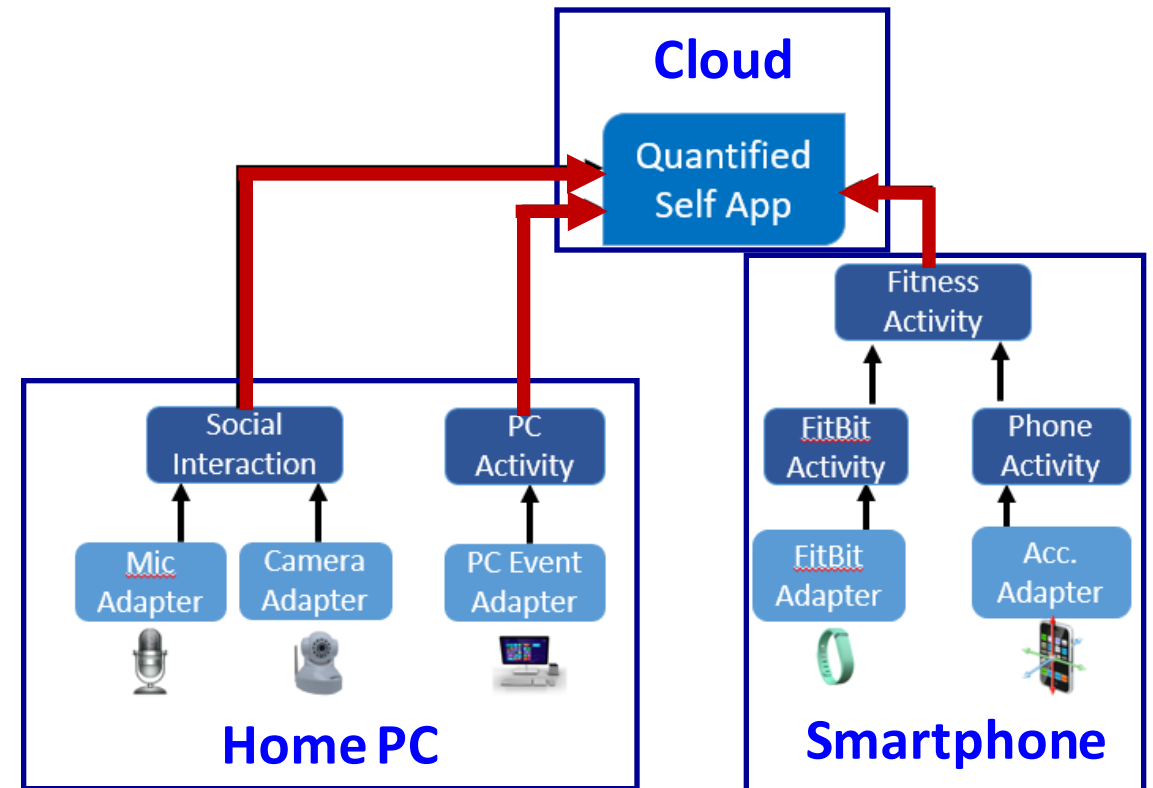 Cloud
Quantified
Self App
Fitness
Activity
Social
Interaction
PC
Activity
FitBit
Activity
Phone
Activity
Mic
Adapter
Camera
Adapter
PC Event
Adapter
FitBit
Adapter
Acc.
Adapter
Home PC
Smartphone